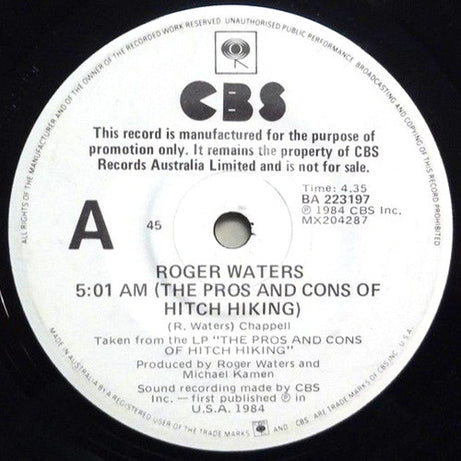 ALL RIGHTS OF THE MANUFACTURER AND OF THE OWNER OF THE RECORDED WORK RESERVED. UNAUTHORISED PUBLIC PERFORMANCE, BROADCASTING AND COPYING OF THIS RECORD PROHIBITED
CBS
This record is manufactured for the purpose of
promotion only. It remains the property of CBS
Records Australia Limited and is not for sale.
Time: 4.35
BA 223197
℗ 1984 CBS Inc.
MX204287
A
45
ROGER WATERS
5:01 AM (THE PROS AND CONS OF
HITCH HIKING)
(R. Waters) Chappell
Taken from the LP "THE PROS AND CONS
OF HITCH HIKING"
Produced by Roger Waters and
Michael Kamen
Sound recording made by CBS
Inc. — first published ℗ in
U.S.A. 1984
MADE IN AUSTRALIA BY A REGISTERED USER OF THE TRADE MARKS AND CBS. ARE TRADE MARKS OF CBS INC. U.S.A.